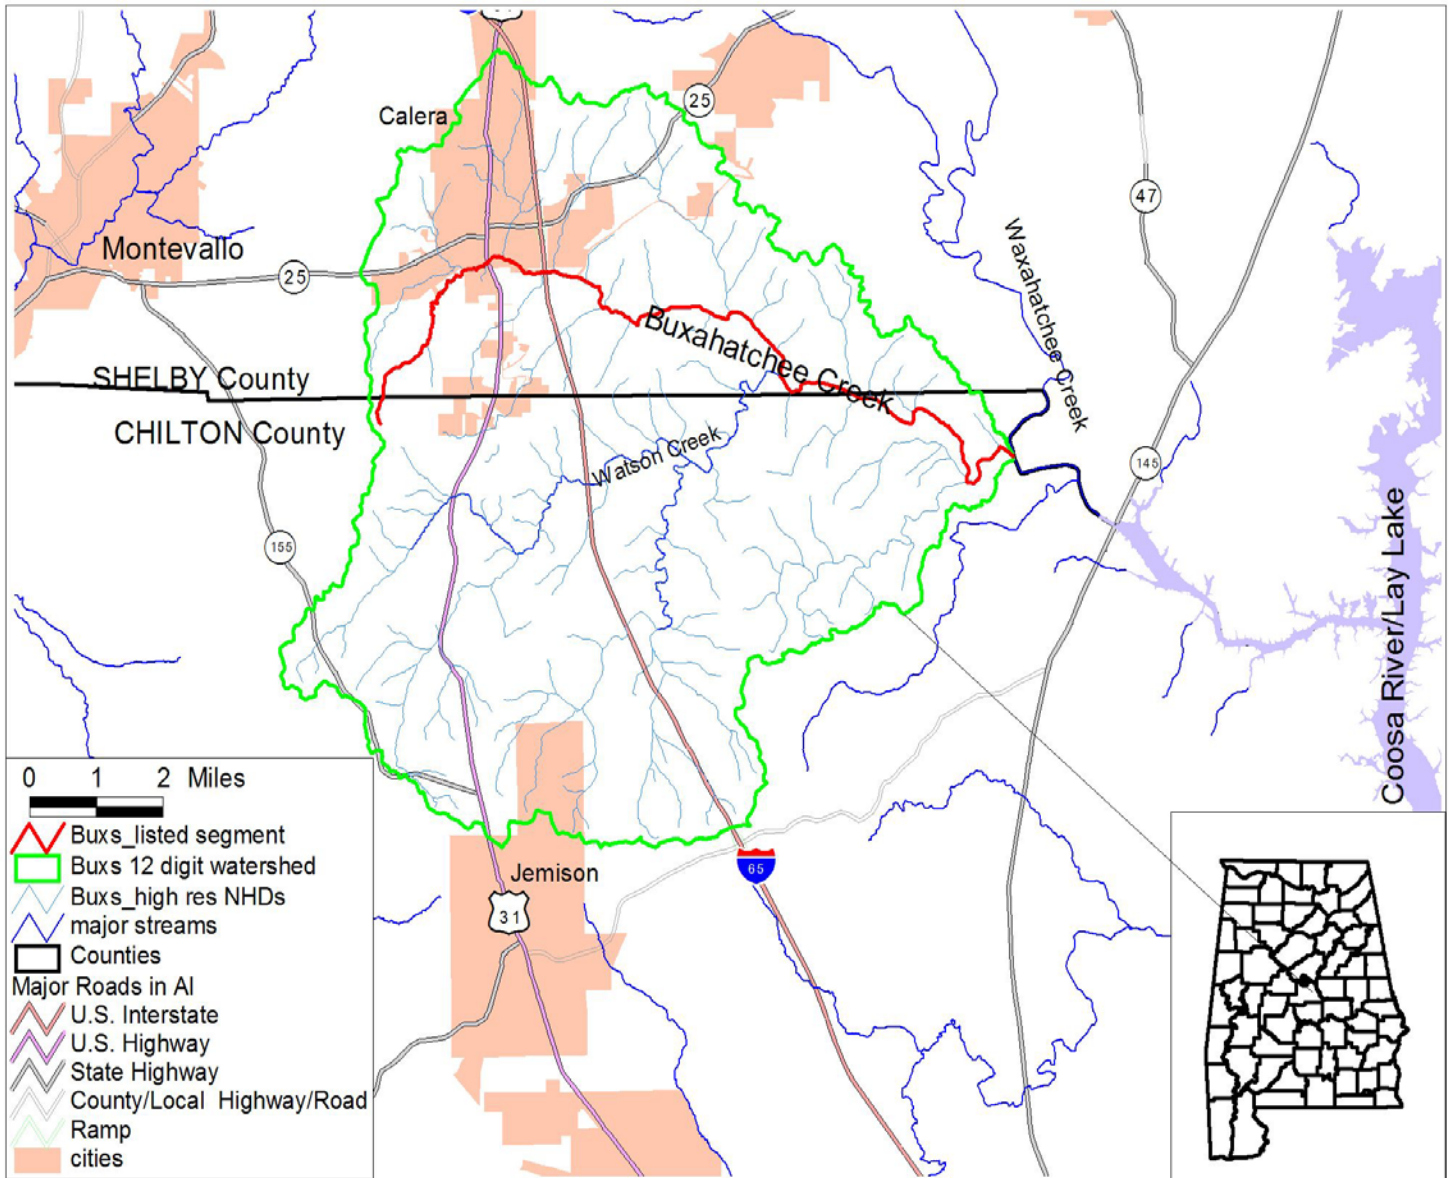 Calera
25
47
Montevallo
25
Waxahatchee Creek
Buxahatchee Creek
SHELBY County
CHILTON County
Watson Creek
145
155
Coosa River/Lay Lake
0 1 2 Miles
Buxs_listed segment
Buxs 12 digit watershed
Buxs_high res NHDs
major streams
Counties
Major Roads in Al
U.S. Interstate
U.S. Highway
State Highway
County/Local Highway/Road
Ramp
cities
Jemison
65
31